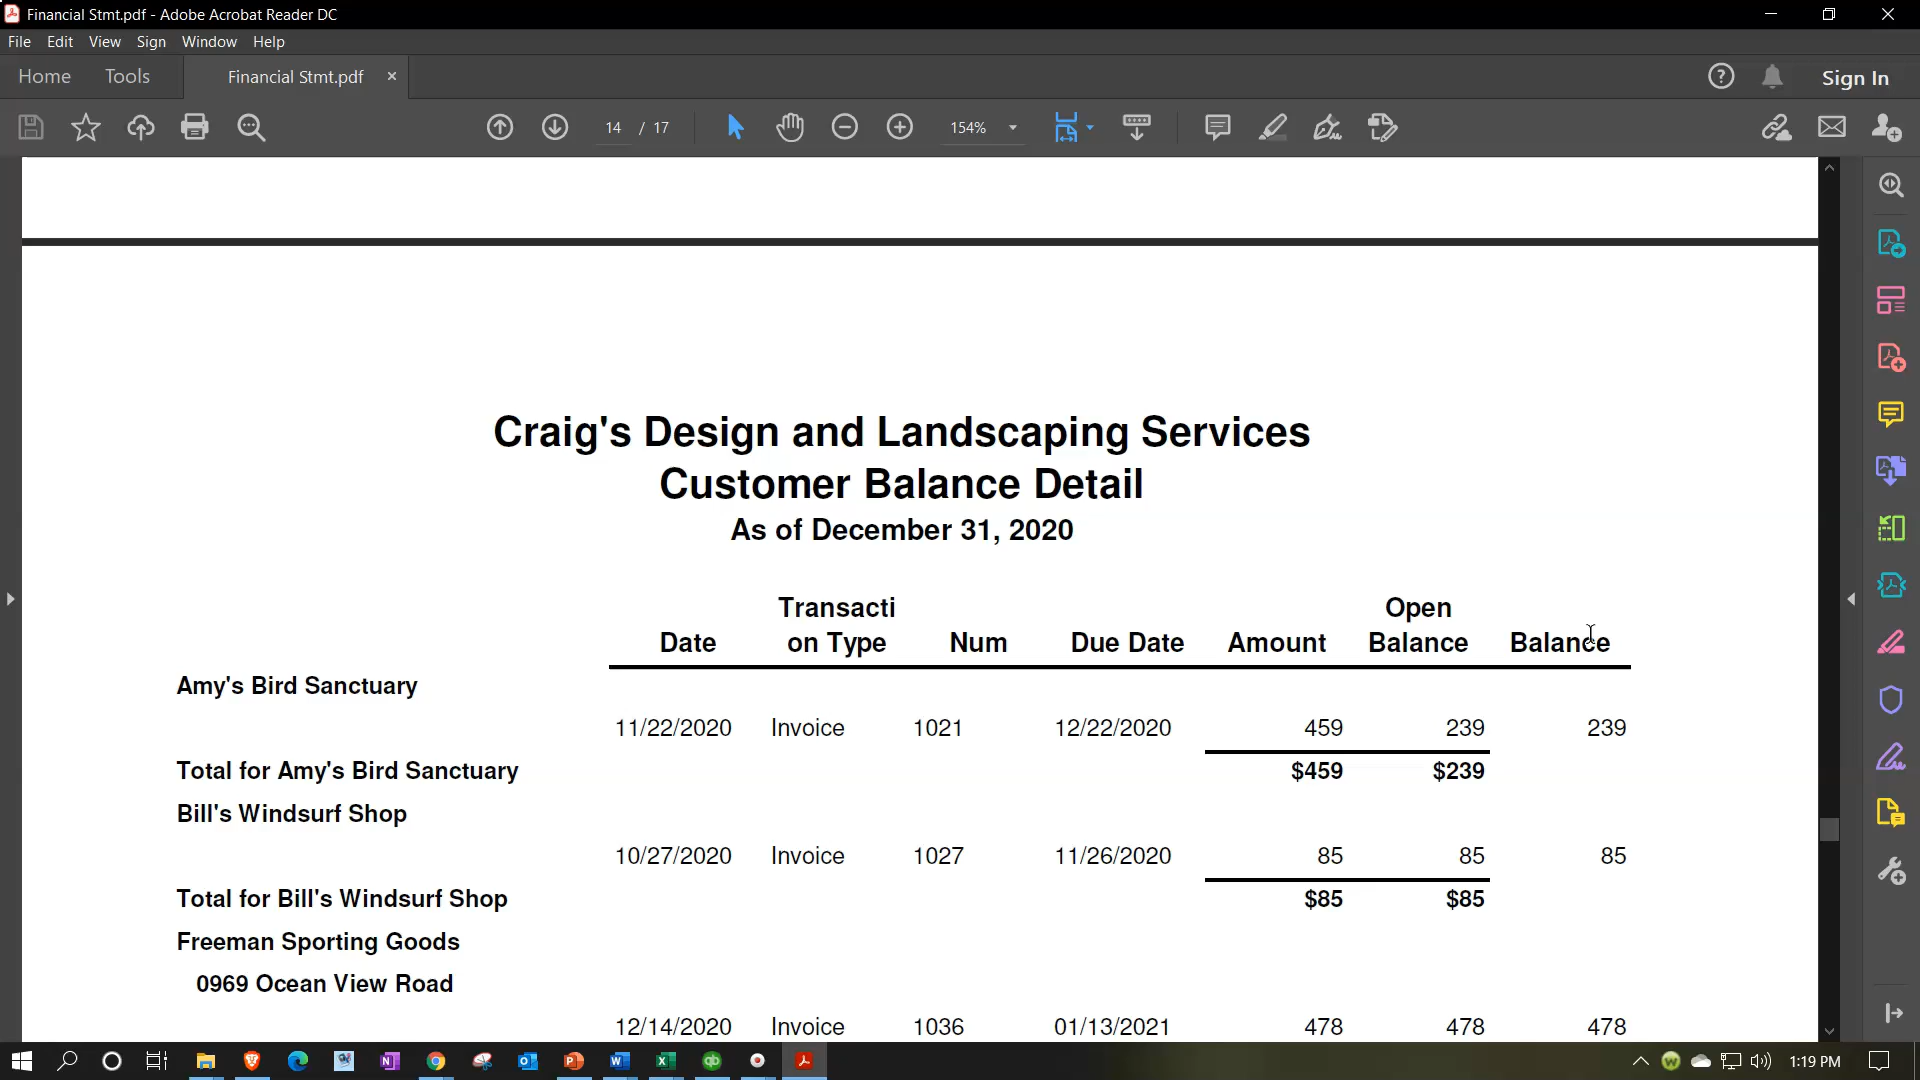 Financial Stmt.pdf - Adobe Acrobat Reader DC
File Edit View Sign Window Help
Home Tools Financial Stmt.pdf × Sign In
14 / 17 154%
Craig's Design and Landscaping Services
Customer Balance Detail
As of December 31, 2020
Transacti Open
Date on Type Num Due Date Amount Balance Balance
Amy's Bird Sanctuary
11/22/2020 Invoice 1021 12/22/2020 459 239 239
Total for Amy's Bird Sanctuary $459 $239
Bill's Windsurf Shop
10/27/2020 Invoice 1027 11/26/2020 85 85 85
Total for Bill's Windsurf Shop $85 $85
Freeman Sporting Goods
0969 Ocean View Road
12/14/2020 Invoice 1036 01/13/2021 478 478 478
1:19 PM